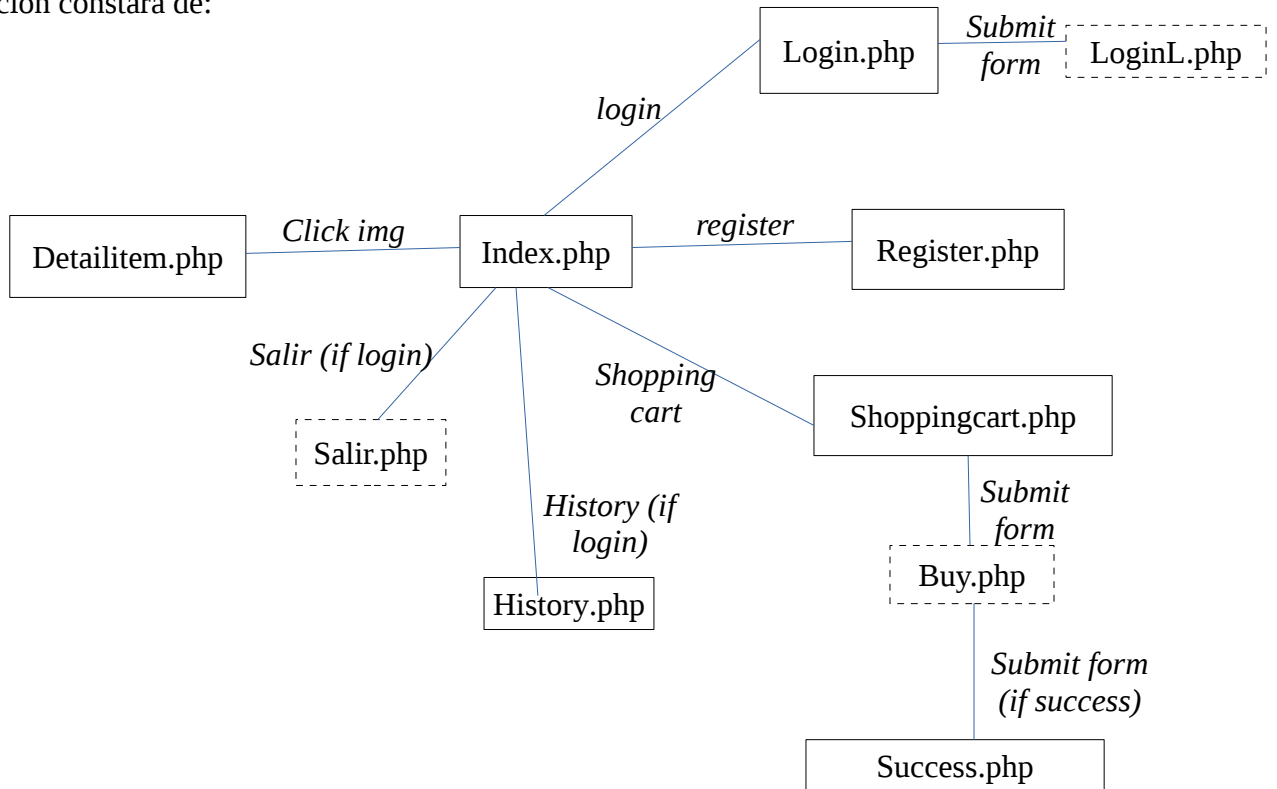 ción constará de:
Submit
form
Login.php
LoginL.php
login
Click img
register
Detailitem.php
Index.php
Register.php
Salir (if login)
Shopping
cart
Shoppingcart.php
Salir.php
Submit
form
History (if
login)
Buy.php
History.php
Submit form
(if success)
Success.php